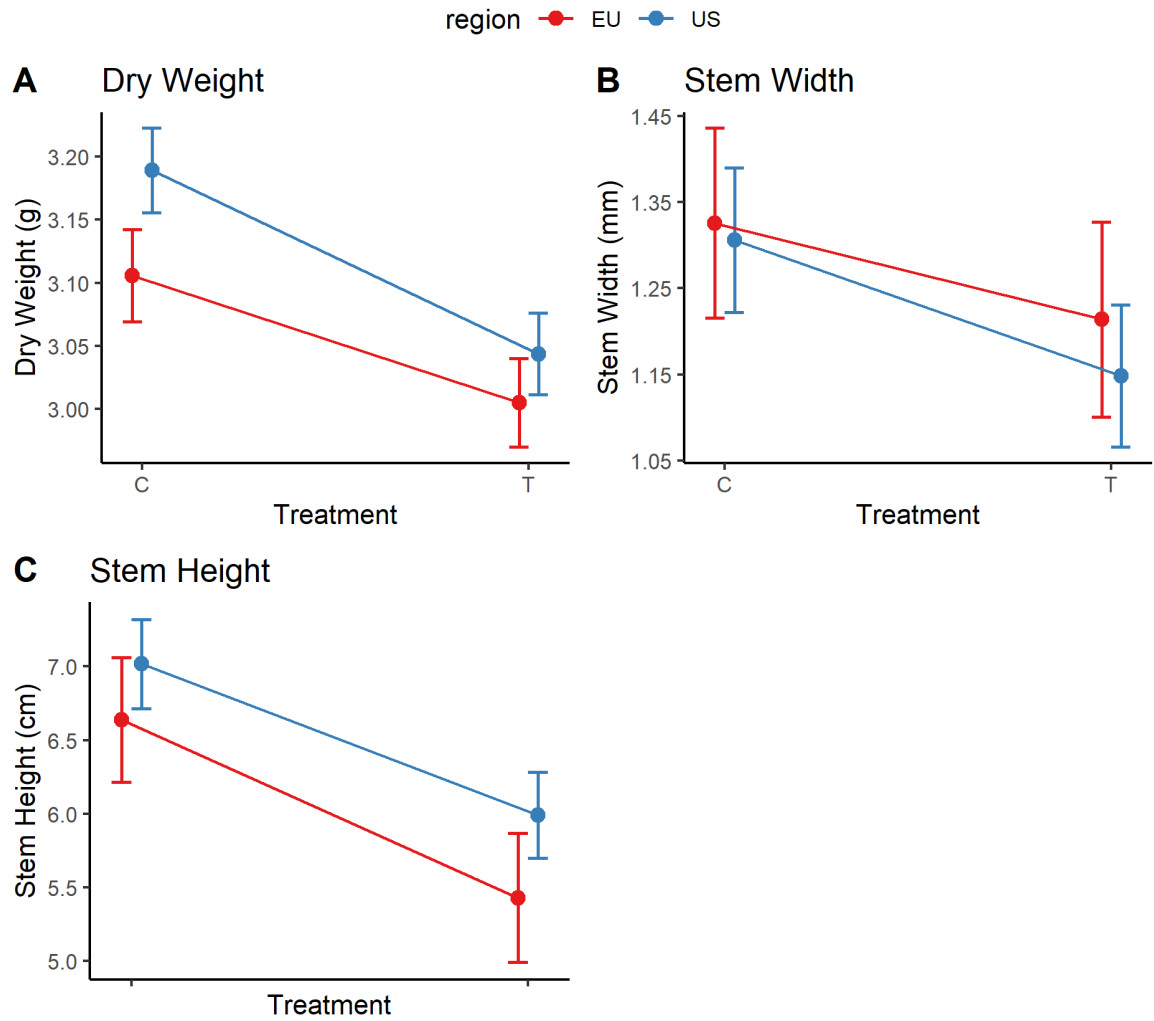 region EU US
A Dry Weight
Dry Weight (g)
3.20
3.15
3.10
3.05
3.00
C T
Treatment
B Stem Width
Stem Width (mm)
1.45
1.35
1.25
1.15
1.05
C T
Treatment
C Stem Height
Stem Height (cm)
7.0
6.5
6.0
5.5
5.0
Treatment